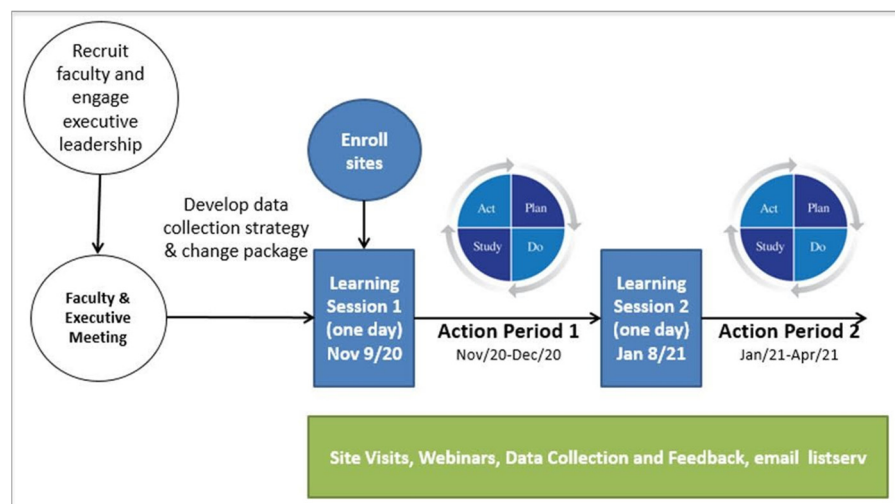 Recruit
faculty and
engage
executive
leadership
Enroll
sites
Develop data
collection strategy
& change package
Act
Plan
Study
Do
Act
Plan
Study
Do
Faculty &
Executive
Meeting
Learning
Session 1
(one day)
Nov 9/20
Action Period 1
Nov/20-Dec/20
Learning
Session 2
(one day)
Jan 8/21
Action Period 2
Jan/21-Apr/21
Site Visits, Webinars, Data Collection and Feedback, email listserv